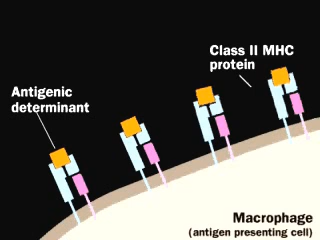 Class II MHC
protein
Antigenic
determinant
Macrophage
(antigen presenting cell)